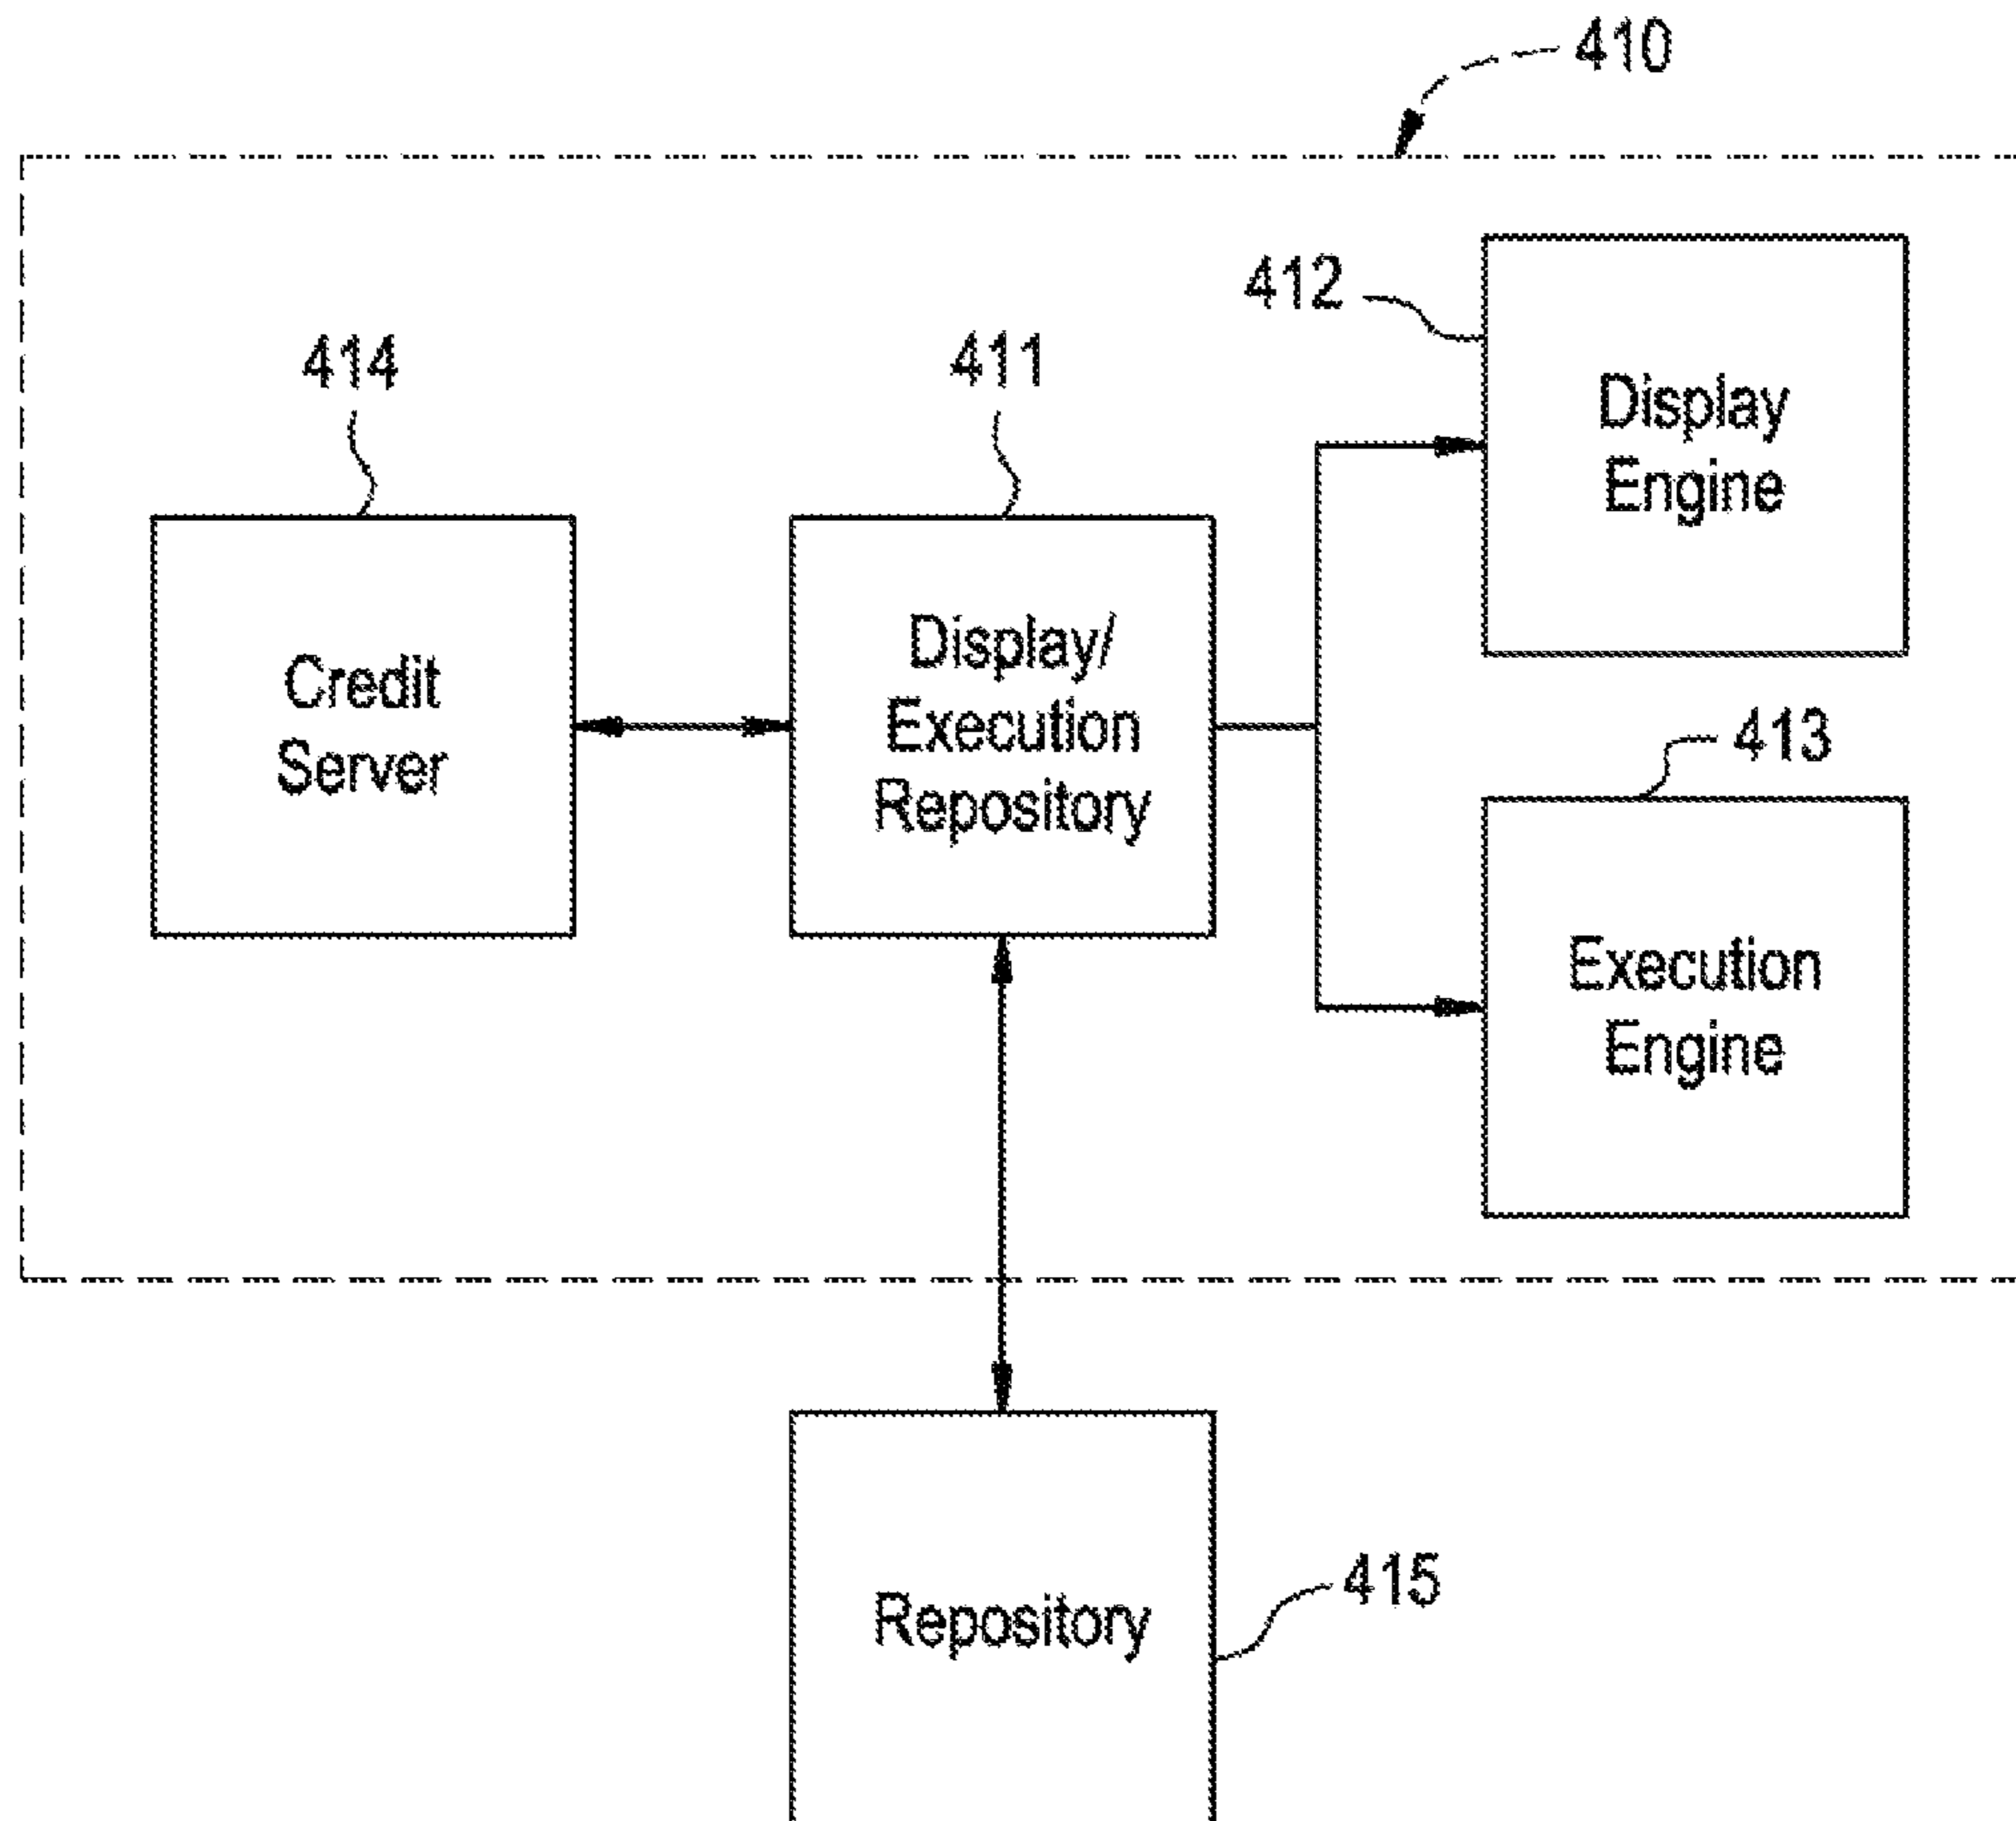 410
412
Display
Engine
414
411
Credit
Server
Display/
Execution
Repository
413
Execution
Engine
Repository
415